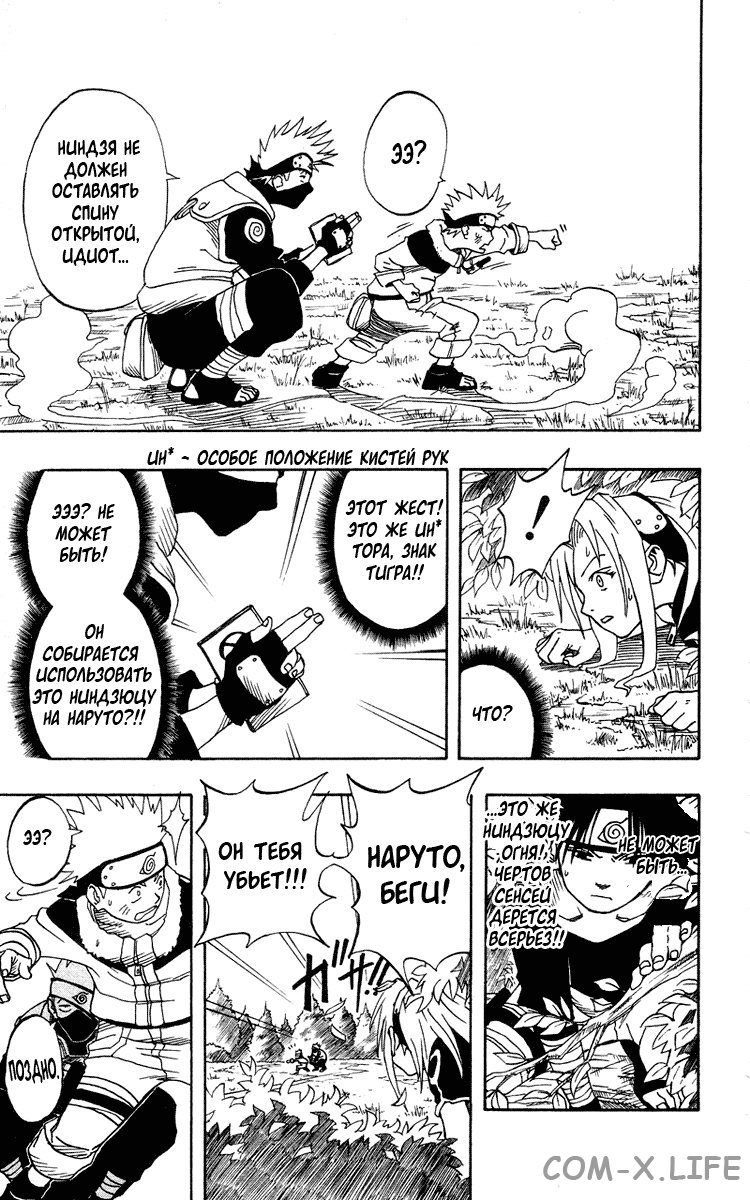 ЭЭ?
НИНДЗЯ НЕ
ДОЛЖЕН
ОСТАВЛЯТЬ
СПИНУ
ОТКРЫТОЙ,
ИДИОТ...
ИН* ~ ОСОБОЕ ПОЛОЖЕНИЕ КИСТЕЙ РУК
!
ЧТО?
ЭТОТ ЖЕСТ!
ЭТО ЖЕ ИН*
ТОРА, ЗНАК
ТИГРА!!
ЭЭЭ? НЕ
МОЖЕТ
БЫТЬ!
ОН
СОБИРАЕТСЯ
ИСПОЛЬЗОВАТЬ
ЭТО НИНДЗЮЦУ
НА НАРУТО?!!
НЕ МОЖЕТ
БЫТЬ...
...ЭТО ЖЕ
НИНДЗЮЦУ
ОГНЯ!
ЧЕРТОВ
СЕНСЕЙ
ДЕРЕТСЯ
ВСЕРЬЕЗ!!
НАРУТО,
БЕГИ!
ОН ТЕБЯ
УБЬЕТ!!!
ЭЭ?
ПОЗДНО.
COM-X.LIFE